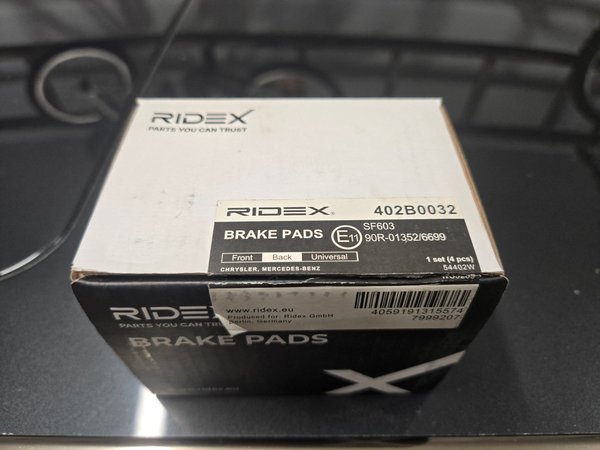 RIDEX
PARTS YOU CAN TRUST
RIDEX® 402B0032
BRAKE PADS E11 SF603
90R-01352/6699
Front Back Universal 1 set (4 pcs)
CHRYSLER, MERCEDES-BENZ 54402W
www.ridex.eu
Produced for: Ridex GmbH
Berlin, Germany
4059191315574
7999207
RIDEX
PARTS YOU CAN TRUST
BRAKE PADS